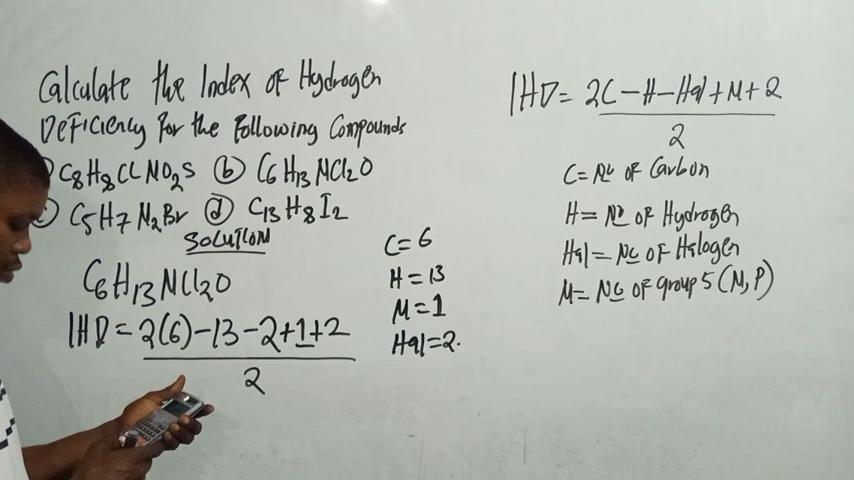 Calculate the Index of Hydrogen
Deficiency for the Following Compounds
C8H8CLNO2S (b) C6H13NCl2O
C5H7N2Br (d) C13H8I2
SOLUTION
C6H13NCl2O
IHD = 2(6)-13-2+1+2
2
C=6
H=13
N=1
Hal=2.
IHD= 2C-H-Hal+N+2
2
C= No of Carbon
H= No of Hydrogen
Hal= No of Halogen
N= No of group 5 (N,P)